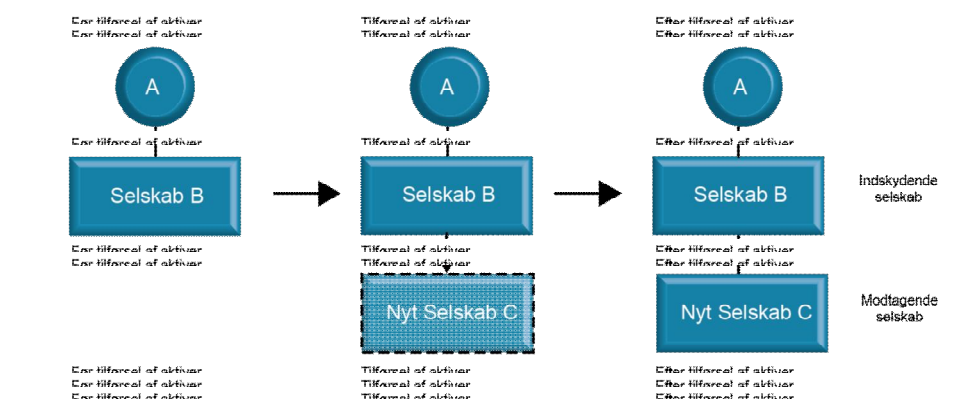 Før tilførsel af aktiver Tilførsel af aktiver Efter tilførsel af aktiver
Før tilførsel af aktiver Tilførsel af aktiver Efter tilførsel af aktiver
A A A
Før tilførsel af aktiver Tilførsel af aktiver Efter tilførsel af aktiver
Selskab B Selskab B Selskab B
Indskydende
selskab
Før tilførsel af aktiver Tilførsel af aktiver Efter tilførsel af aktiver
Før tilførsel af aktiver Tilførsel af aktiver Efter tilførsel af aktiver
Nyt Selskab C Nyt Selskab C
Modtagende
selskab
Før tilførsel af aktiver Tilførsel af aktiver Efter tilførsel af aktiver
Før tilførsel af aktiver Tilførsel af aktiver Efter tilførsel af aktiver
Før tilførsel af aktiver Tilførsel af aktiver Efter tilførsel af aktiver